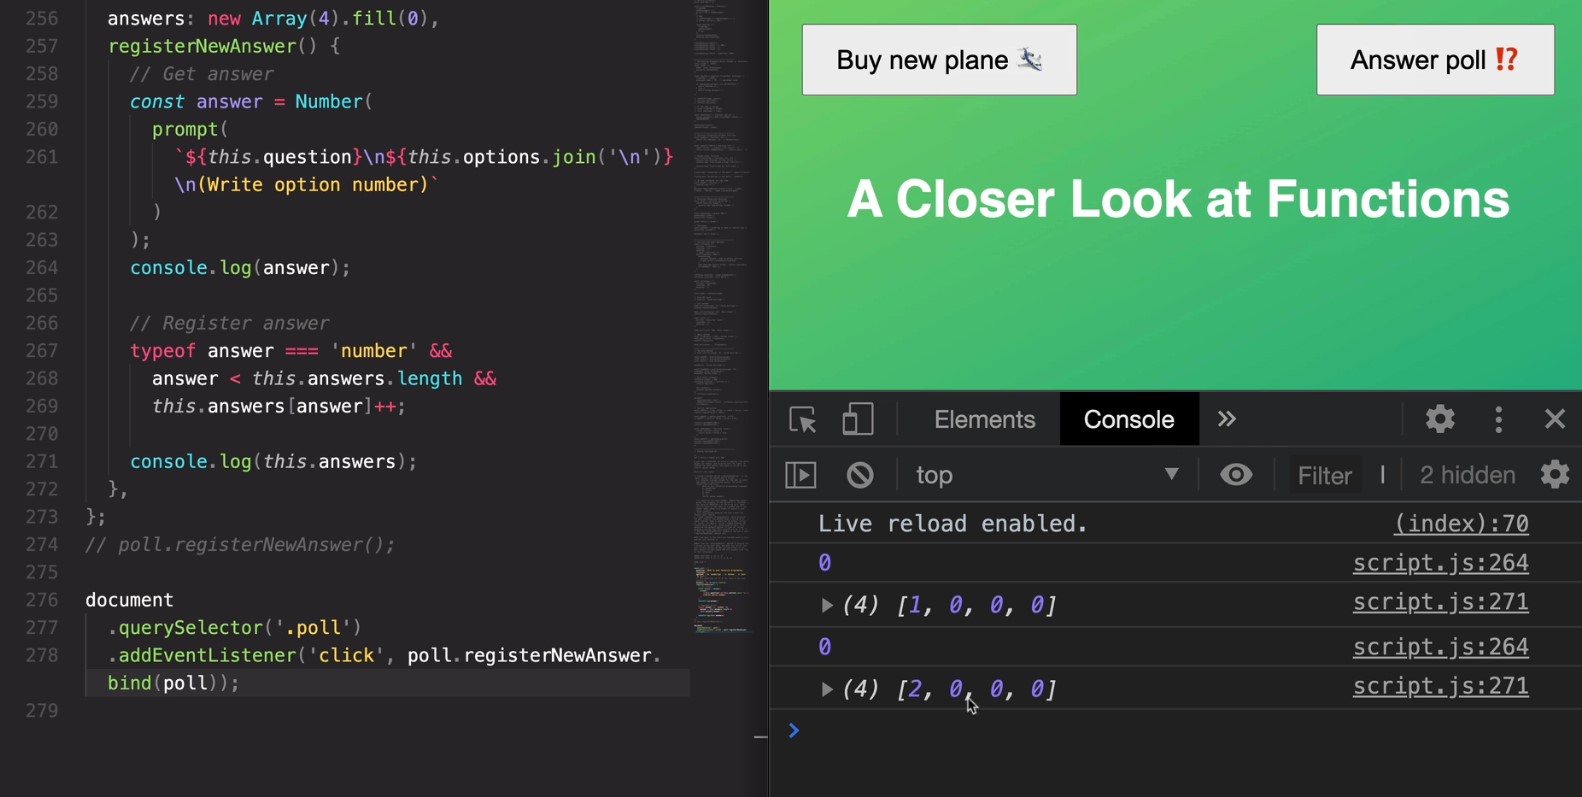 256 answers: new Array(4).fill(0),
257 registerNewAnswer() {
258 // Get answer
259 const answer = Number(
260 prompt(
261 `${this.question}\n${this.options.join('\n')}
\n(Write option number)`
262 )
263 );
264 console.log(answer);
265
266 // Register answer
267 typeof answer === 'number' &&
268 answer < this.answers.length &&
269 this.answers[answer]++;
270
271 console.log(this.answers);
272 },
273 };
274 // poll.registerNewAnswer();
275
276 document
277 .querySelector('.poll')
278 .addEventListener('click', poll.registerNewAnswer.
bind(poll));
279
Buy new plane 🛩
Answer poll ⁉️
A Closer Look at Functions
Elements Console »
top Filter 2 hidden
Live reload enabled. (index):70
0 script.js:264
(4) [1, 0, 0, 0] script.js:271
0 script.js:264
(4) [2, 0, 0, 0] script.js:271